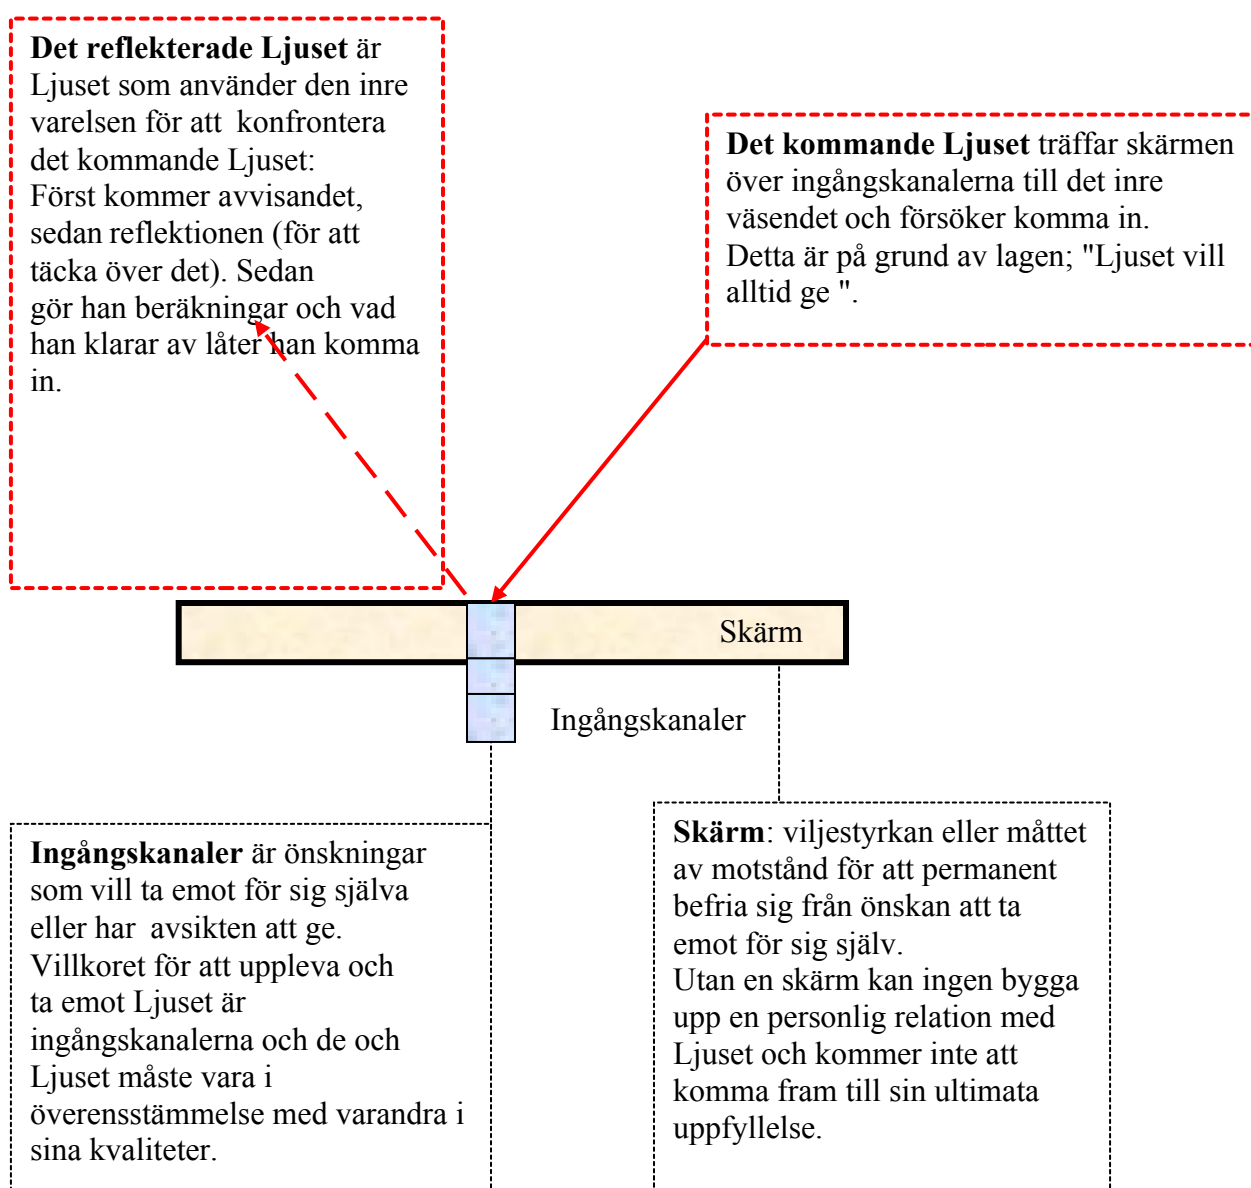 Det reflekterade Ljuset är
Ljuset som använder den inre
varelsen för att konfrontera
det kommande Ljuset:
Först kommer avvisandet,
sedan reflektionen (för att
täcka över det). Sedan
gör han beräkningar och vad
han klarar av låter han komma
in.
Det kommande Ljuset träffar skärmen
över ingångskanalerna till det inre
väsendet och försöker komma in.
Detta är på grund av lagen; "Ljuset vill
alltid ge ".
Skärm
Ingångskanaler
Ingångskanaler är önskningar
som vill ta emot för sig själva
eller har avsikten att ge.
Villkoret för att uppleva och
ta emot Ljuset är
ingångskanalerna och de och
Ljuset måste vara i
överensstämmelse med varandra i
sina kvaliteter.
Skärm: viljestyrkan eller måttet
av motstånd för att permanent
befria sig från önskan att ta
emot för sig själv.
Utan en skärm kan ingen bygga
upp en personlig relation med
Ljuset och kommer inte att
komma fram till sin ultimata
uppfyllelse.